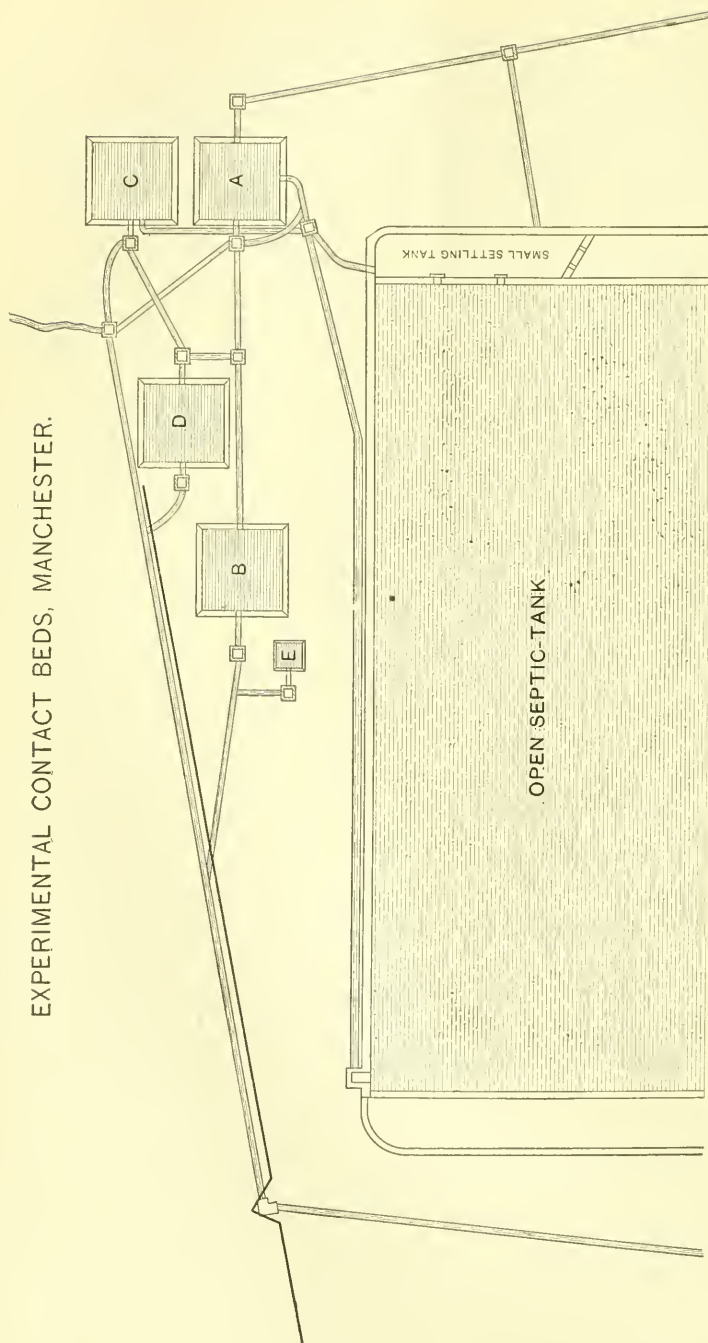 EXPERIMENTAL CONTACT BEDS, MANCHESTER.
C
A
D
B
E
SMALL SETTLING TANK
OPEN SEPTIC-TANK